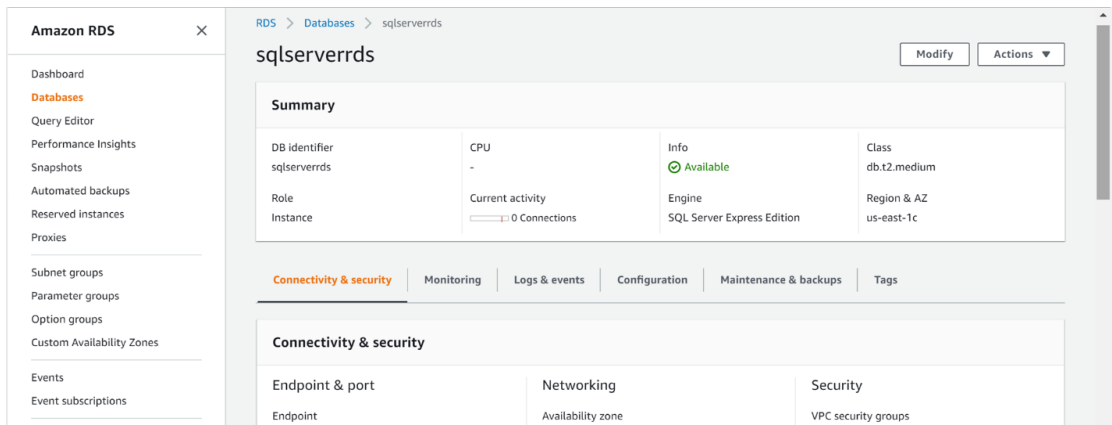 Amazon RDS
Dashboard
Databases
Query Editor
Performance Insights
Snapshots
Automated backups
Reserved instances
Proxies
Subnet groups
Parameter groups
Option groups
Custom Availability Zones
Events
Event subscriptions
RDS > Databases > sqlserverrds
sqlserverrds
Modify
Actions
Summary
DB identifier
sqlserverrds
CPU
-
Info
Available
Class
db.t2.medium
Role
Instance
Current activity
0 Connections
Engine
SQL Server Express Edition
Region & AZ
us-east-1c
Connectivity & security
Monitoring
Logs & events
Configuration
Maintenance & backups
Tags
Connectivity & security
Endpoint & port
Endpoint
Networking
Availability zone
Security
VPC security groups